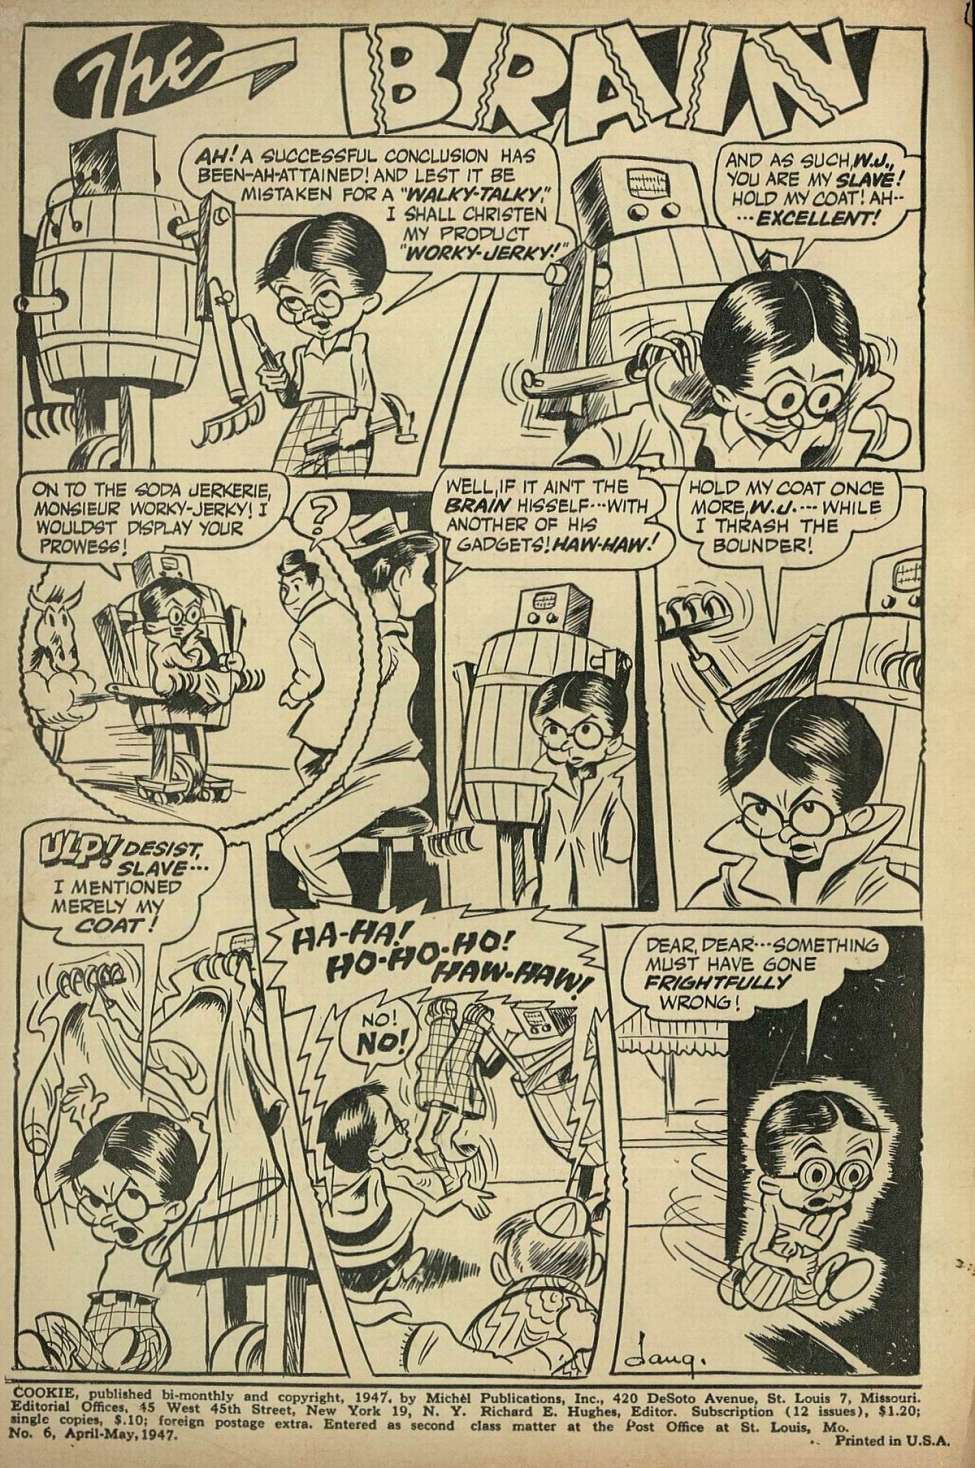 The BRAIN
AH! A SUCCESSFUL CONCLUSION HAS
BEEN-AH-ATTAINED! AND LEST IT BE
MISTAKEN FOR A "WALKY-TALKY,"
I SHALL CHRISTEN
MY PRODUCT
"WORKY-JERKY!"
AND AS SUCH, W.J.,
YOU ARE MY SLAVE!
HOLD MY COAT! AH--
---EXCELLENT!
ON TO THE SODA JERKERIE,
MONSIEUR WORKY-JERKY! I
WOULDST DISPLAY YOUR
PROWESS!
?
WELL, IF IT AIN'T THE
BRAIN HISSELF---WITH
ANOTHER OF HIS
GADGETS! HAW-HAW!
HOLD MY COAT ONCE
MORE, W.J.---- WHILE
I THRASH THE
BOUNDER!
ULP! DESIST,
SLAVE---
I MENTIONED
MERELY MY
COAT!
HA-HA!
HO-HO-HO!
HAW-HAW!
NO!
NO!
DEAR, DEAR---SOMETHING
MUST HAVE GONE
FRIGHTFULLY
WRONG!
COOKIE, published bi-monthly and copyright, 1947, by Michel Publications, Inc., 420 DeSoto Avenue, St. Louis 7, Missouri.
Editorial Offices, 45 West 45th Street, New York 19, N. Y. Richard E. Hughes, Editor. Subscription (12 issues), $1.20;
single copies, $.10; foreign postage extra. Entered as second class matter at the Post Office at St. Louis, Mo.
No. 6, April-May, 1947.
Printed in U.S.A.